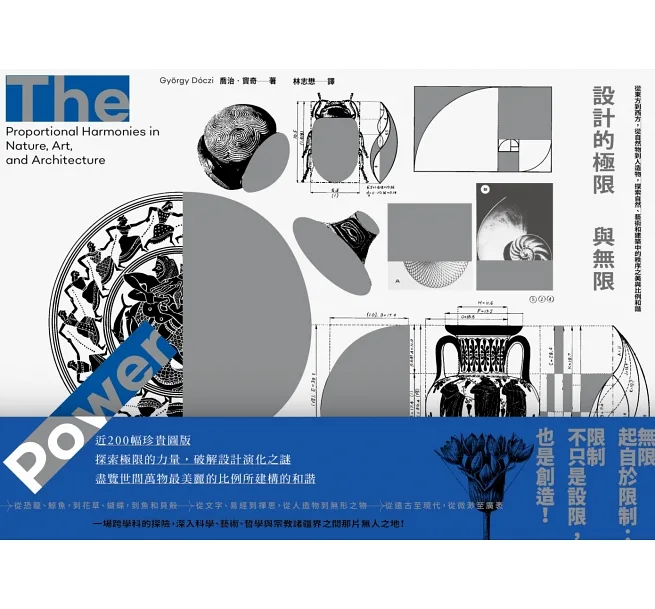 The
Proportional Harmonies in
Nature, Art,
and Architecture
György Dóczi 喬治・竇奇——著
林志懋——譯
設計的極限 與無限
從東方到西方,從自然物到人造物,探索自然、藝術和建築中的秩序之美與比例和諧
Power
近200幅珍貴圖版
探索極限的力量,破解設計演化之謎
盡覽世間萬物最美麗的比例所建構的和諧
從恐龍、鯨魚,到花草、蝴蝶,到魚和貝殼——從文字、易經到禪思,從人造物到無形之物——從遠古至現代,從微渺至廣袤
一場跨學科的探險,深入科學、藝術、哲學與宗教諸疆界之間那片無人之地!
無限
起自於限制:
限制
不只是設限,
也是創造!